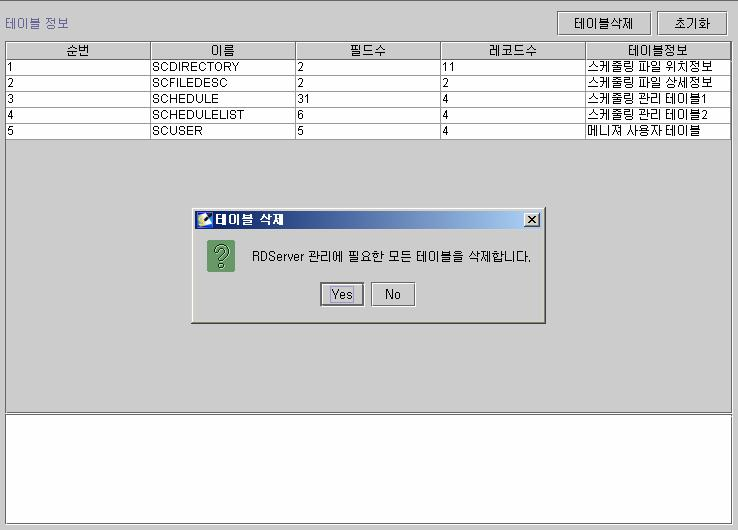 테이블 정보 테이블삭제 초기화
순번 이름 필드수 레코드수 테이블정보
1 SCDIRECTORY 2 11 스케줄링 파일 위치정보
2 SCFILEDESC 2 2 스케줄링 파일 상세정보
3 SCHEDULE 31 4 스케줄링 관리 테이블1
4 SCHEDULELIST 6 4 스케줄링 관리 테이블2
5 SCUSER 5 4 메니져 사용자 테이블
테이블 삭제
RDServer 관리에 필요한 모든 테이블을 삭제합니다.
Yes No